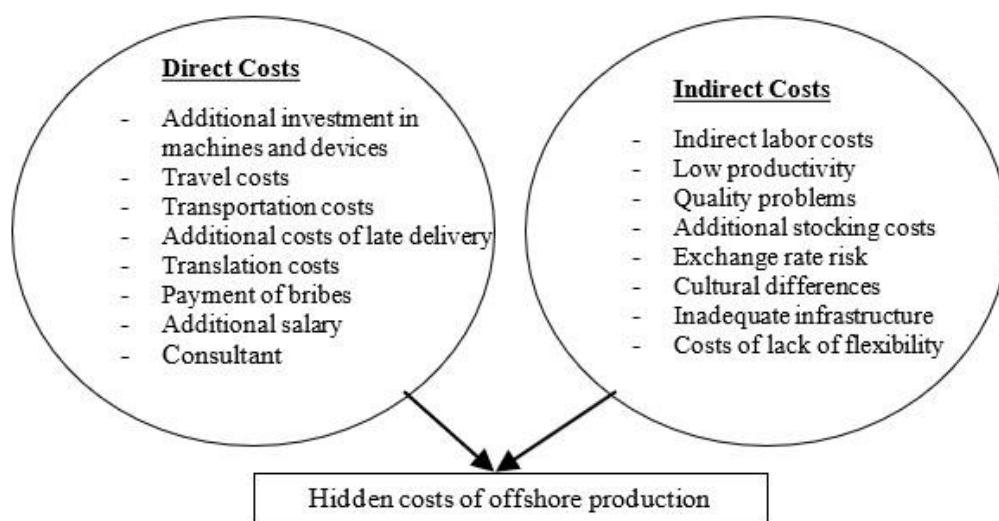 Direct Costs
- Additional investment in
machines and devices
- Travel costs
- Transportation costs
- Additional costs of late delivery
- Translation costs
- Payment of bribes
- Additional salary
- Consultant
Indirect Costs
- Indirect labor costs
- Low productivity
- Quality problems
- Additional stocking costs
- Exchange rate risk
- Cultural differences
- Inadequate infrastructure
- Costs of lack of flexibility
Hidden costs of offshore production